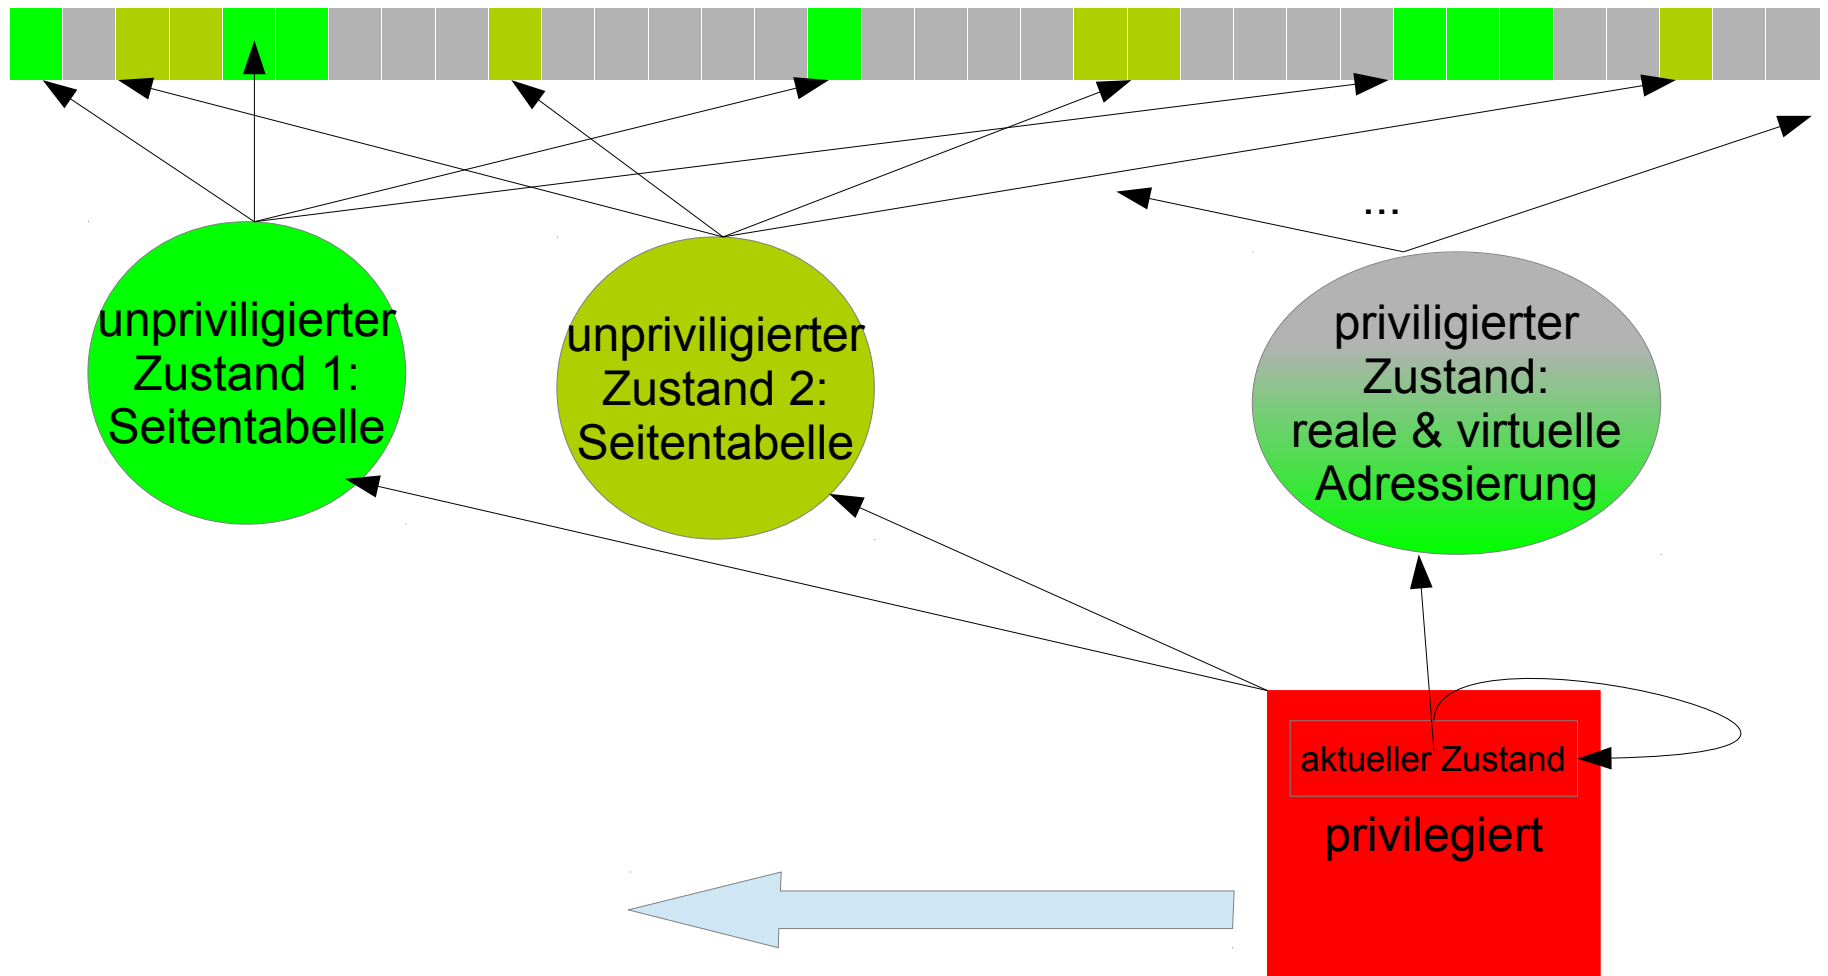 ...
unpriviligierter
Zustand 1:
Seitentabelle
unpriviligierter
Zustand 2:
Seitentabelle
priviligierter
Zustand:
reale & virtuelle
Adressierung
aktueller Zustand
privilegiert